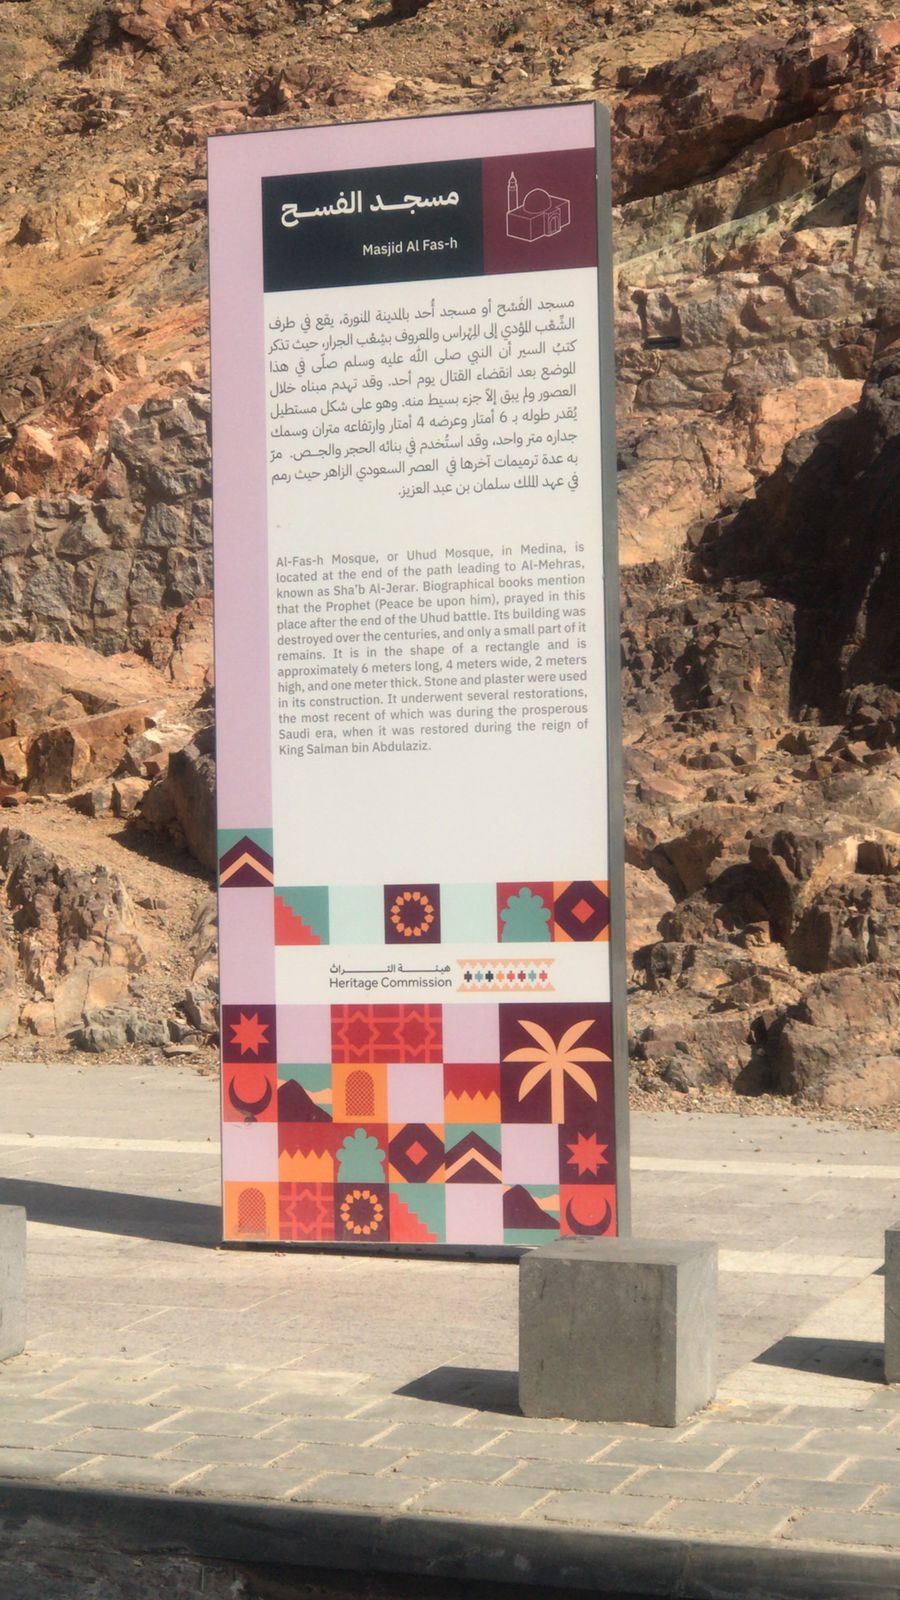 مسجد الفسح
Masjid Al Fas-h
مسجد الفَسْح أو مسجد أُحد بالمدينة المنورة، يقع في طرف
الشِّعْب المؤدي إلى المِهْراس والمعروف بشِعْب الجرار، حيث تذكر
كتبُ السير أن النبي صلى الله عليه وسلم صلّى في هذا
الموضع بعد انقضاء القتال يوم أحد. وقد تهدم مبناه خلال
العصور ولم يبق إلاّ جزء بسيط منه. وهو على شكل مستطيل
يُقدر طوله بـ 6 أمتار وعرضه 4 أمتار وارتفاعه متران وسمك
جداره متر واحد، وقد استُخدم في بنائه الحجر والجــص. مرّ
به عدة ترميمات آخرها في العصر السعودي الزاهر حيث رمم
في عهد الملك سلمان بن عبد العزيز.
Al-Fas-h Mosque, or Uhud Mosque, in Medina, is
located at the end of the path leading to Al-Mehras,
known as Sha'b Al-Jerar. Biographical books mention
that the Prophet (Peace be upon him), prayed in this
place after the end of the Uhud battle. Its building was
destroyed over the centuries, and only a small part of it
remains. It is in the shape of a rectangle and is
approximately 6 meters long, 4 meters wide, 2 meters
high, and one meter thick. Stone and plaster were used
in its construction. It underwent several restorations,
the most recent of which was during the prosperous
Saudi era, when it was restored during the reign of
King Salman bin Abdulaziz.
هيئة التراث
Heritage Commission